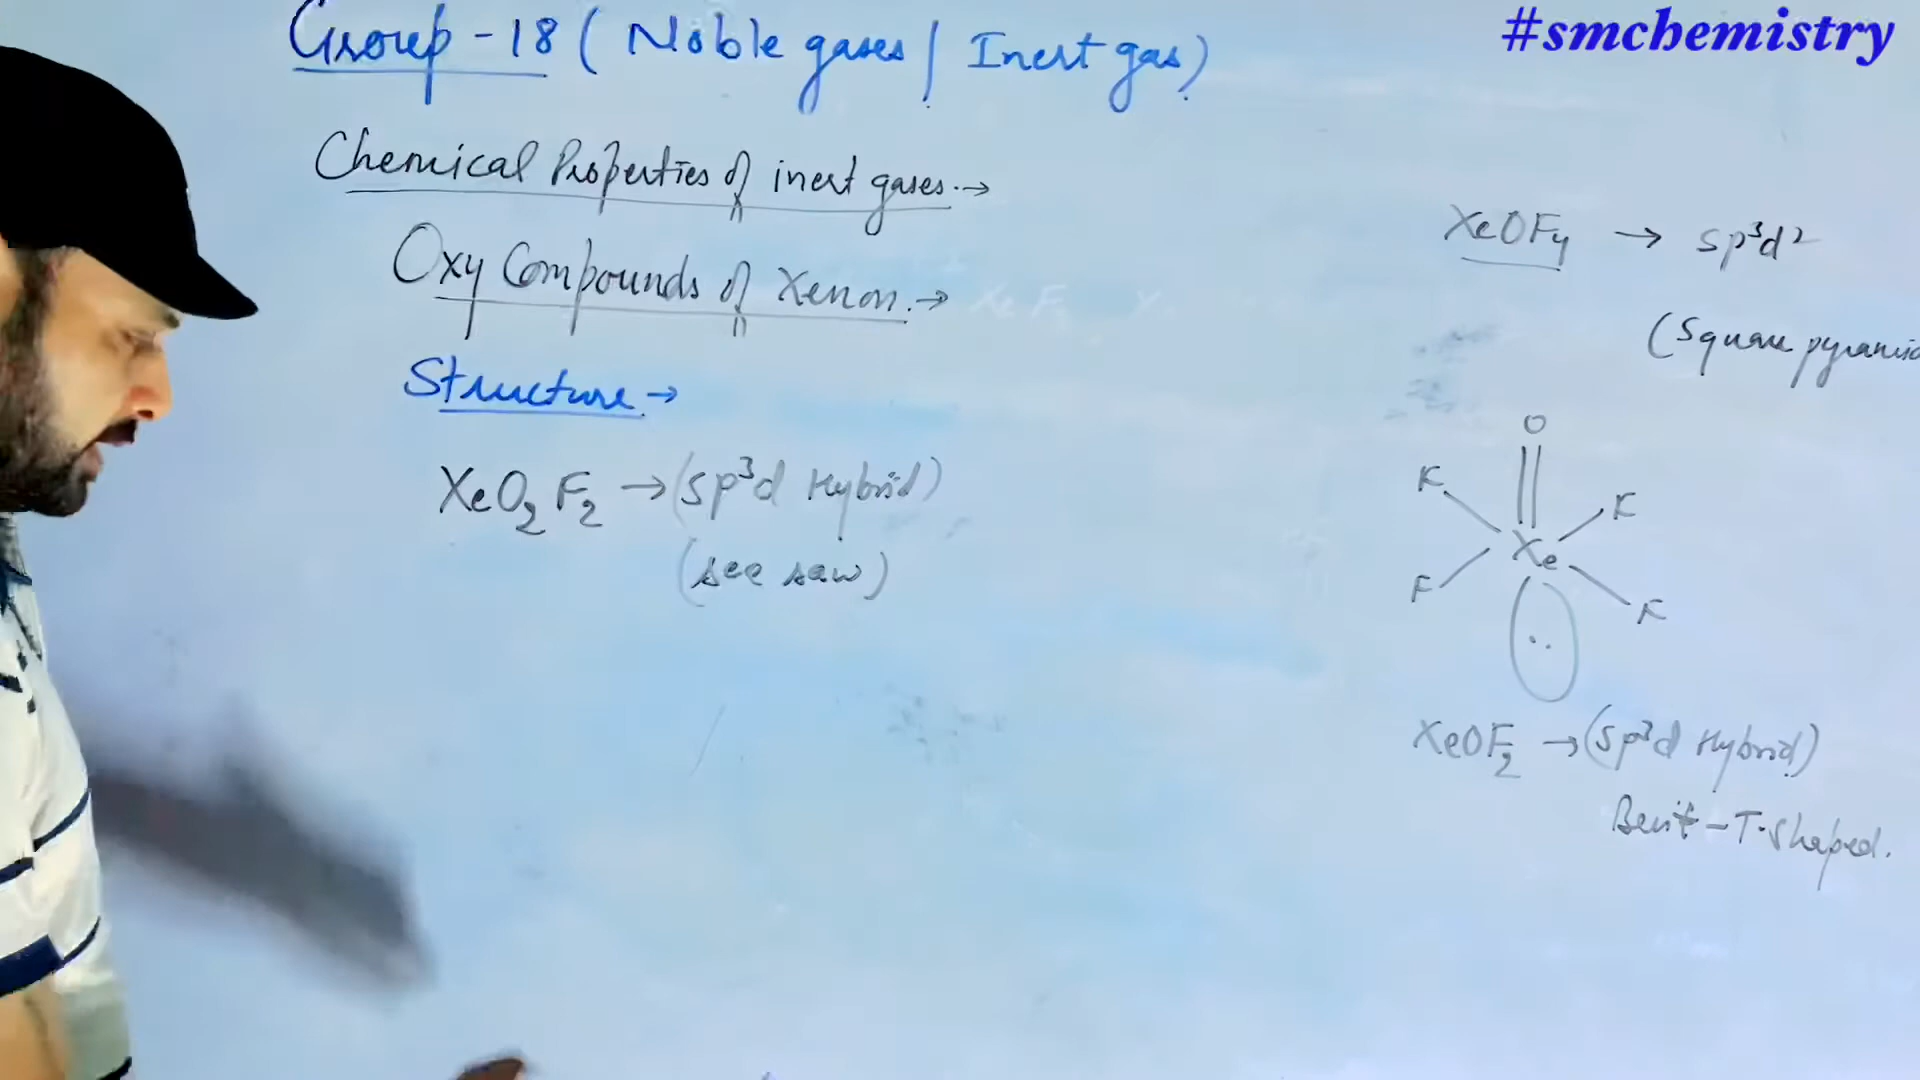 Group -18 ( Noble gases / Inert gas)
#smchemistry
Chemical Properties of inert gases.→
Oxy Compounds of Xenon.→
Structure →
XeO2F2 → (sp³d Hybrid)
(see saw)
XeOF4 → sp³d²
(Square pyramid
O
F F
Xe
F F
XeOF2 → (sp³d Hybrid)
Bent - T. Shaped.